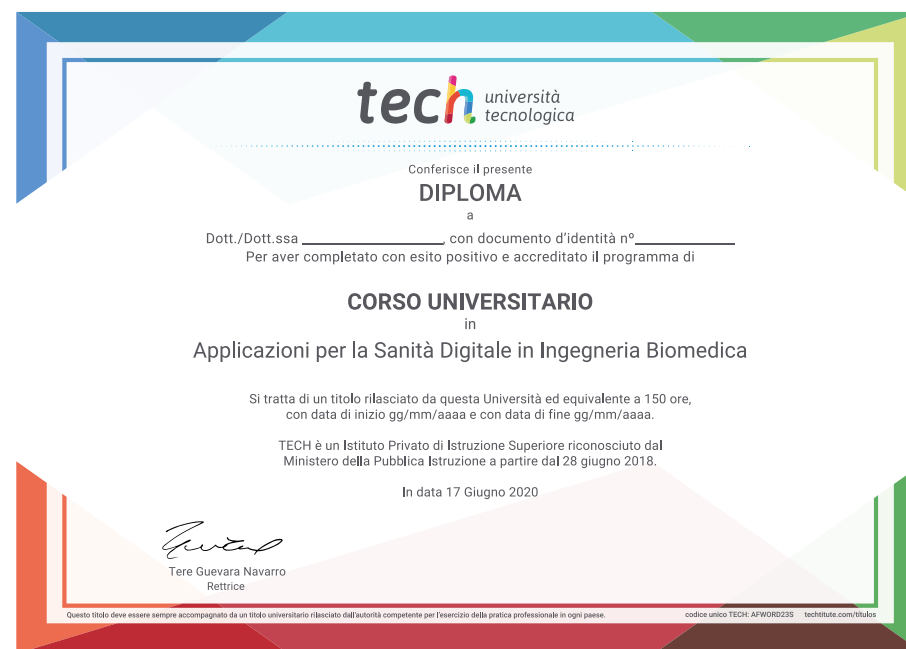 tech università
tecnologica
Conferisce il presente
DIPLOMA
a
Dott./Dott.ssa ____________________, con documento d'identità nº______________
Per aver completato con esito positivo e accreditato il programma di
CORSO UNIVERSITARIO
in
Applicazioni per la Sanità Digitale in Ingegneria Biomedica
Si tratta di un titolo rilasciato da questa Università ed equivalente a 150 ore,
con data di inizio gg/mm/aaaa e con data di fine gg/mm/aaaa.
TECH è un Istituto Privato di Istruzione Superiore riconosciuto dal
Ministero della Pubblica Istruzione a partire dal 28 giugno 2018.
In data 17 Giugno 2020
Tere Guevara Navarro
Rettrice
Questo titolo deve essere sempre accompagnato da un titolo universitario rilasciato dall'autorità competente per l'esercizio della pratica professionale in ogni paese. codice unico TECH: AFWORD23S techtitute.com/titulos